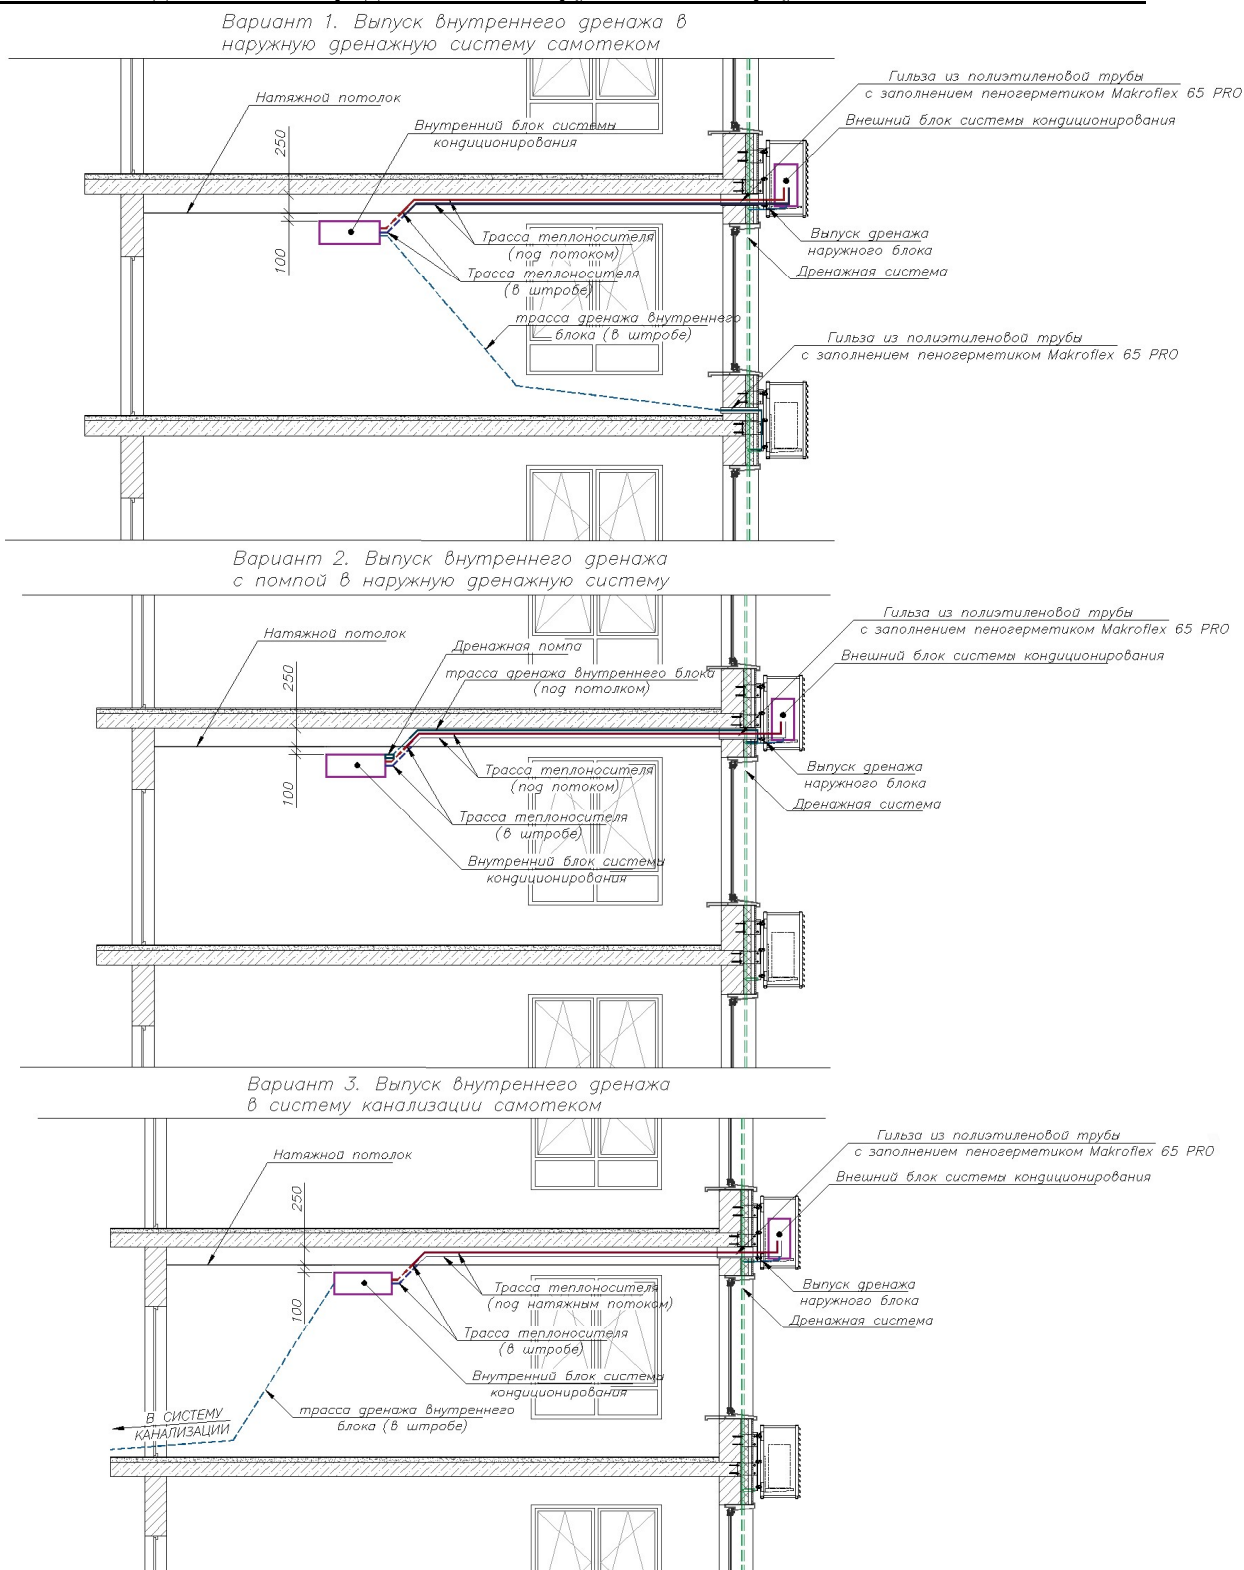 Вариант 1. Выпуск внутреннего дренажа в
наружную дренажную систему самотеком
Гильза из полиэтиленовой трубы
с заполнением пеногерметиком Makroflex 65 PRO
Натяжной потолок
Внутренний блок системы
кондиционирования
Внешний блок системы кондиционирования
250
100
Трасса теплоносителя
(под потоком)
Трасса теплоносителя
(в штробе)
Выпуск дренажа
наружного блока
Дренажная система
трасса дренажа внутреннего
блока (в штробе)
Гильза из полиэтиленовой трубы
с заполнением пеногерметиком Makroflex 65 PRO
Вариант 2. Выпуск внутреннего дренажа
с помпой в наружную дренажную систему
Гильза из полиэтиленовой трубы
с заполнением пеногерметиком Makroflex 65 PRO
Натяжной потолок
Дренажная помпа
Внешний блок системы кондиционирования
трасса дренажа внутреннего блока
(под потолком)
250
100
Трасса теплоносителя
(под потоком)
Выпуск дренажа
наружного блока
Дренажная система
Трасса теплоносителя
(в штробе)
Внутренний блок системы
кондиционирования
Вариант 3. Выпуск внутреннего дренажа
в систему канализации самотеком
Гильза из полиэтиленовой трубы
с заполнением пеногерметиком Makroflex 65 PRO
Натяжной потолок
Внешний блок системы кондиционирования
250
100
Трасса теплоносителя
(под натяжным потоком)
Выпуск дренажа
наружного блока
Дренажная система
Трасса теплоносителя
(в штробе)
Внутренний блок системы
кондиционирования
трасса дренажа внутреннего
блока (в штробе)
В СИСТЕМУ
КАНАЛИЗАЦИИ